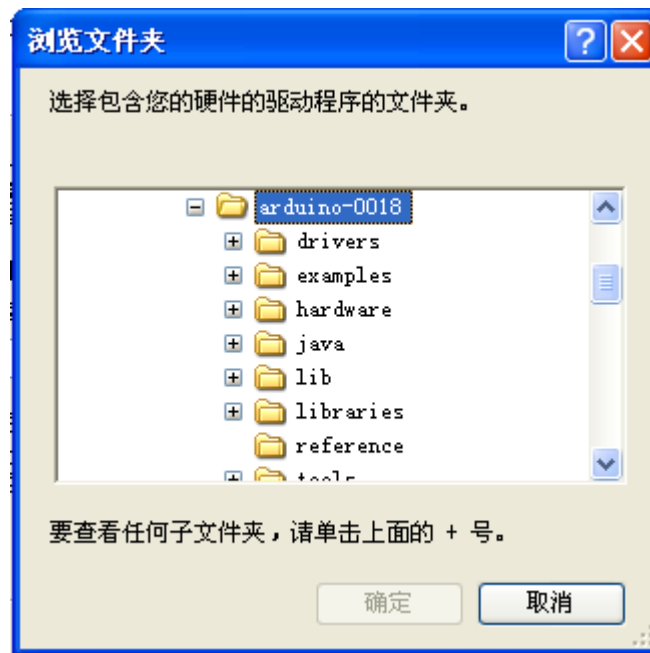 浏览文件夹
选择包含您的硬件的驱动程序的文件夹。
arduino-0018
drivers
examples
hardware
java
lib
libraries
reference
tools
要查看任何子文件夹，请单击上面的 + 号。
确定
取消